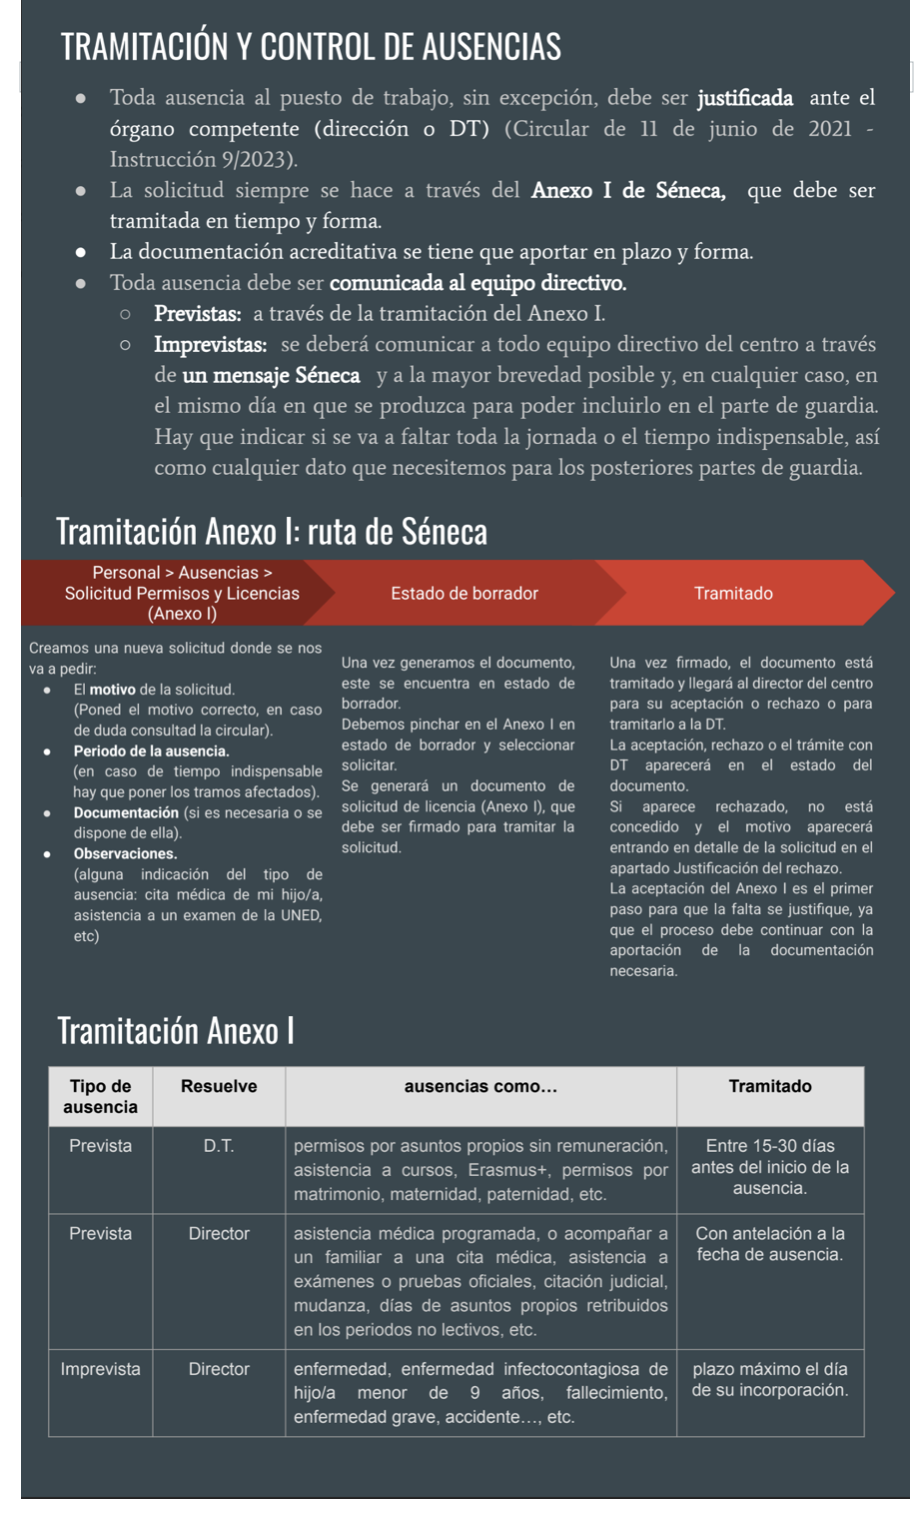 TRAMITACIÓN Y CONTROL DE AUSENCIAS
● Toda ausencia al puesto de trabajo, sin excepción, debe ser justificada ante el
órgano competente (dirección o DT) (Circular de 11 de junio de 2021 -
Instrucción 9/2023).
● La solicitud siempre se hace a través del Anexo I de Séneca, que debe ser
tramitada en tiempo y forma.
● La documentación acreditativa se tiene que aportar en plazo y forma.
● Toda ausencia debe ser comunicada al equipo directivo.
○ Previstas: a través de la tramitación del Anexo I.
○ Imprevistas: se deberá comunicar a todo equipo directivo del centro a través
de un mensaje Séneca y a la mayor brevedad posible y, en cualquier caso, en
el mismo día en que se produzca para poder incluirlo en el parte de guardia.
Hay que indicar si se va a faltar toda la jornada o el tiempo indispensable, así
como cualquier dato que necesitemos para los posteriores partes de guardia.
Tramitación Anexo I: ruta de Séneca
Personal > Ausencias >
Solicitud Permisos y Licencias
(Anexo I)
Estado de borrador
Tramitado
Creamos una nueva solicitud donde se nos
va a pedir:
● El motivo de la solicitud.
(Poned el motivo correcto, en caso
de duda consultad la circular).
● Periodo de la ausencia.
(en caso de tiempo indispensable
hay que poner los tramos afectados).
● Documentación (si es necesaria o se
dispone de ella).
● Observaciones.
(alguna indicación del tipo de
ausencia: cita médica de mi hijo/a,
asistencia a un examen de la UNED,
etc)
Una vez generamos el documento,
este se encuentra en estado de
borrador.
Debemos pinchar en el Anexo I en
estado de borrador y seleccionar
solicitar.
Se generará un documento de
solicitud de licencia (Anexo I), que
debe ser firmado para tramitar la
solicitud.
Una vez firmado, el documento está
tramitado y llegará al director del centro
para su aceptación o rechazo o para
tramitarlo a la DT.
La aceptación, rechazo o el trámite con
DT aparecerá en el estado del
documento.
Si aparece rechazado, no está
concedido y el motivo aparecerá
entrando en detalle de la solicitud en el
apartado Justificación del rechazo.
La aceptación del Anexo I es el primer
paso para que la falta se justifique, ya
que el proceso debe continuar con la
aportación de la documentación
necesaria.
Tramitación Anexo I
Tipo de
ausencia
Resuelve
ausencias como…
Tramitado
Prevista
D.T.
permisos por asuntos propios sin remuneración,
asistencia a cursos, Erasmus+, permisos por
matrimonio, maternidad, paternidad, etc.
Entre 15-30 días
antes del inicio de la
ausencia.
Prevista
Director
asistencia médica programada, o acompañar a
un familiar a una cita médica, asistencia a
exámenes o pruebas oficiales, citación judicial,
mudanza, días de asuntos propios retribuidos
en los periodos no lectivos, etc.
Con antelación a la
fecha de ausencia.
Imprevista
Director
enfermedad, enfermedad infectocontagiosa de
hijo/a menor de 9 años, fallecimiento,
enfermedad grave, accidente…, etc.
plazo máximo el día
de su incorporación.